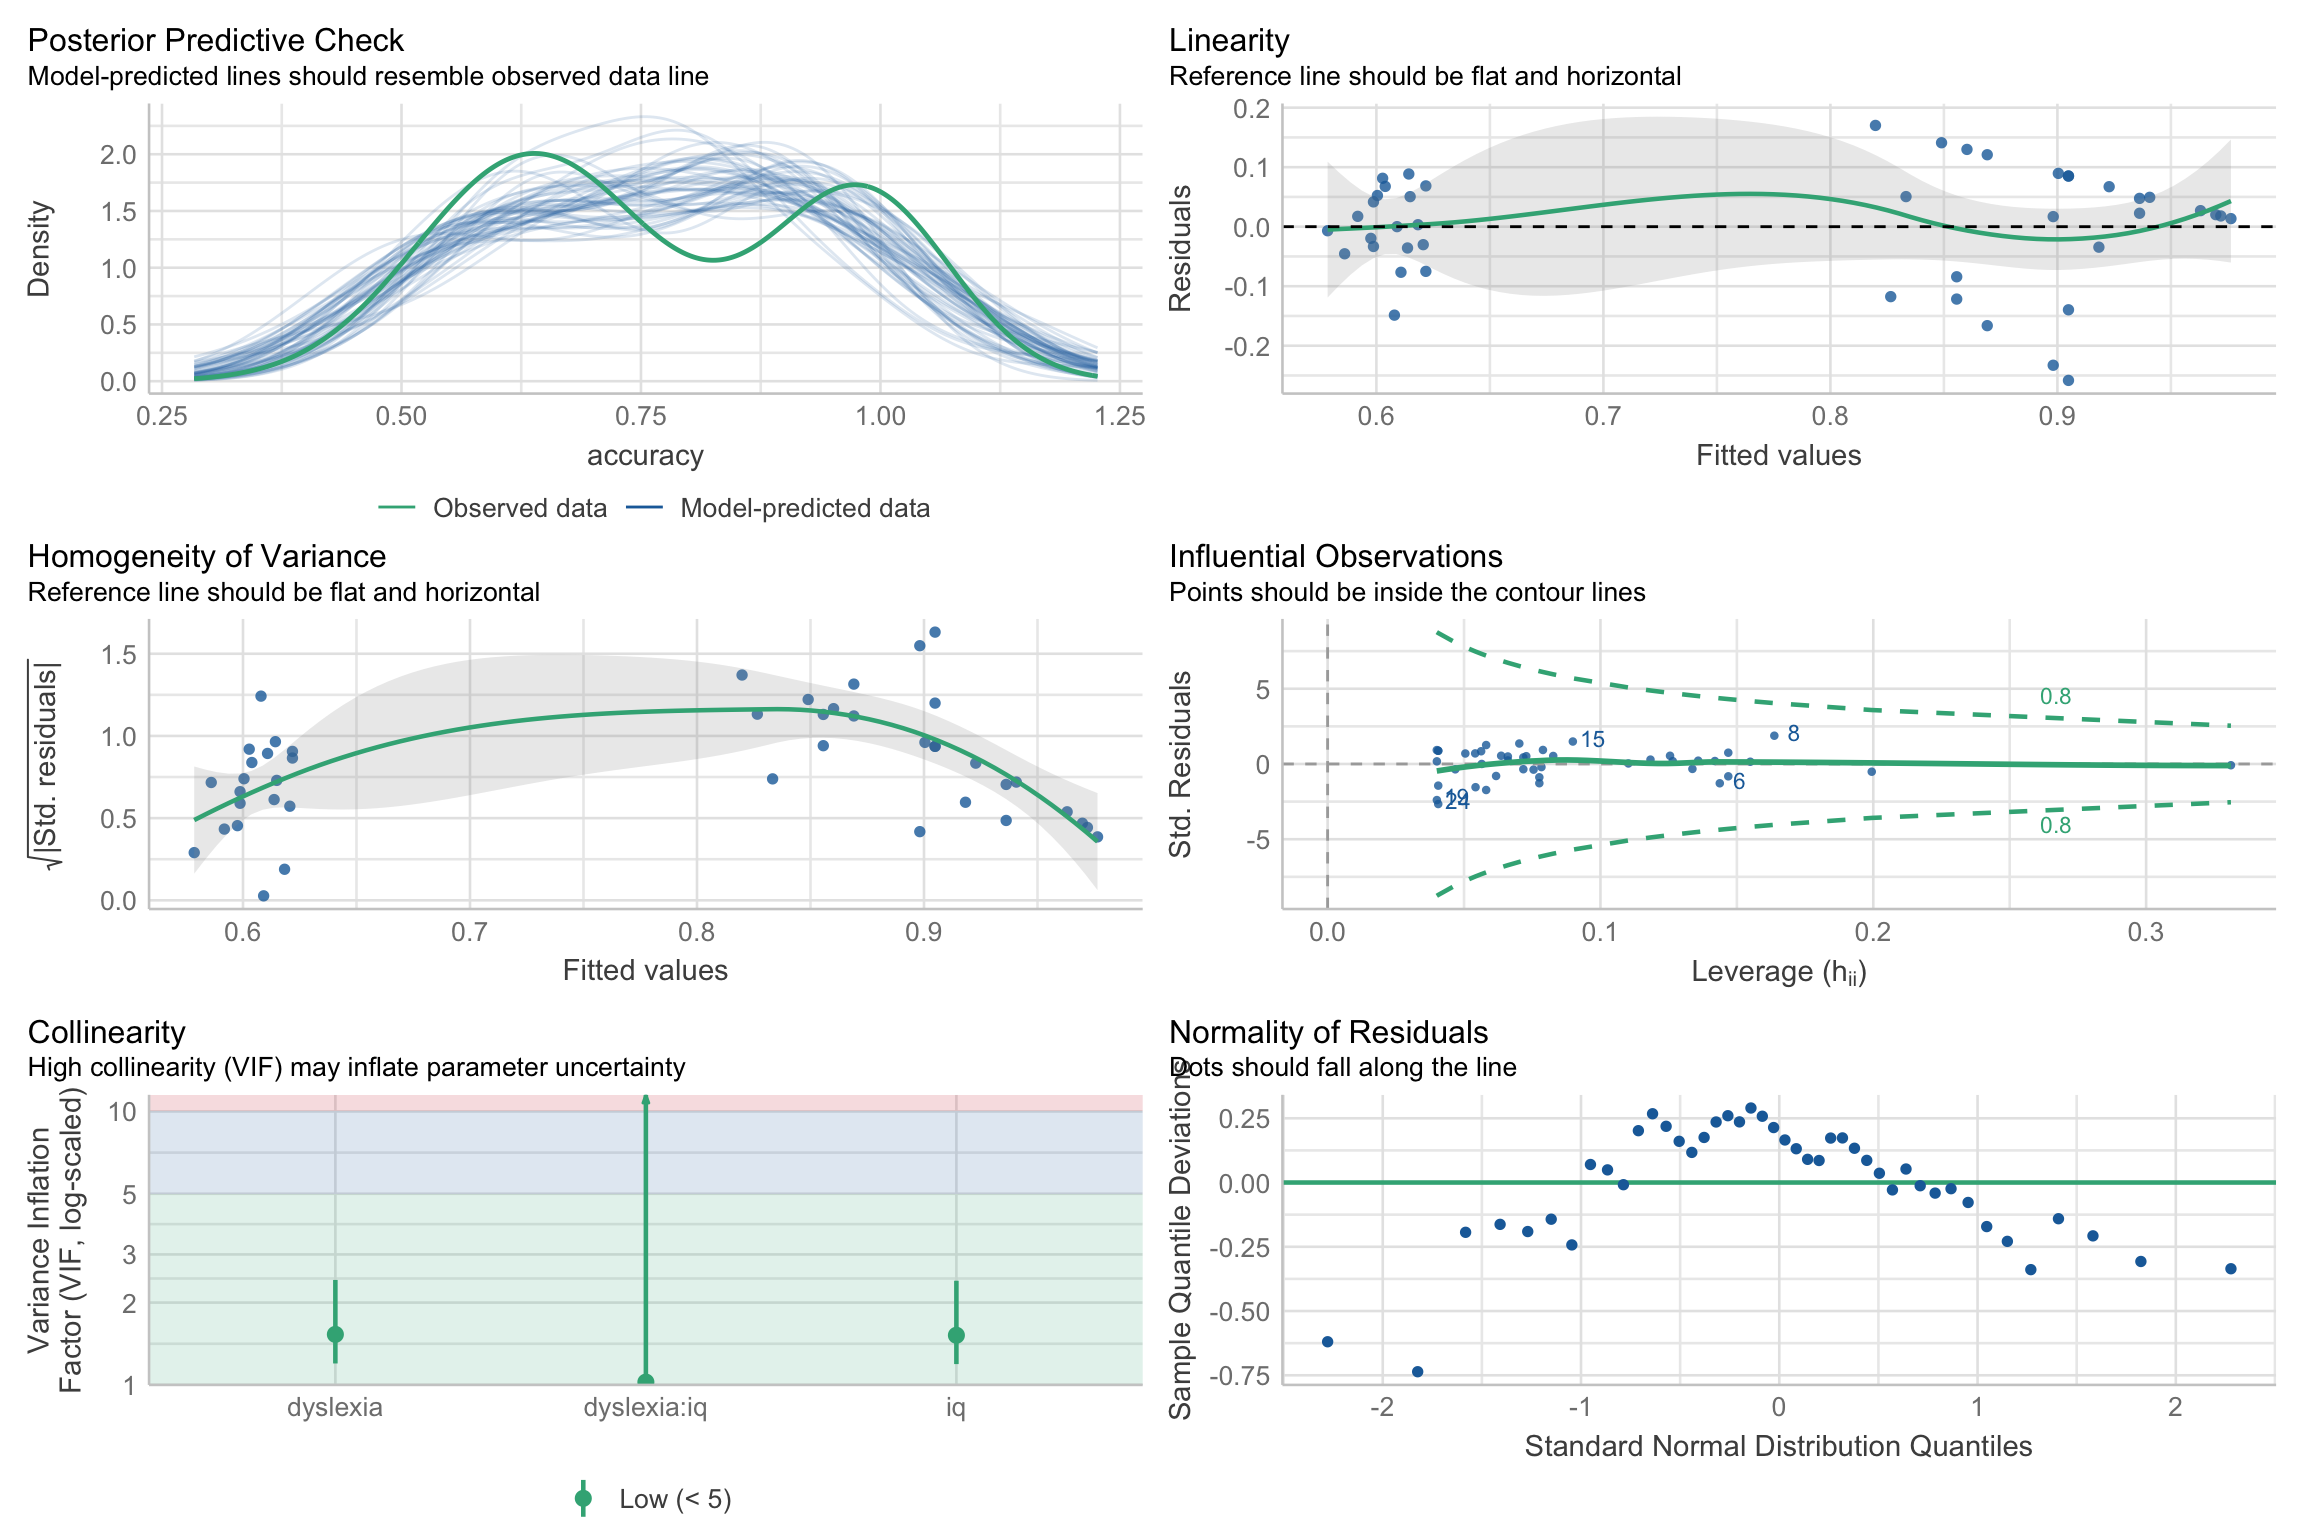 Posterior Predictive Check
Model-predicted lines should resemble observed data line
Density
2.0
1.5
1.0
0.5
0.0
0.25 0.50 0.75 1.00 1.25
accuracy
Observed data Model-predicted data
Linearity
Reference line should be flat and horizontal
Residuals
0.2
0.1
0.0
-0.1
-0.2
0.6 0.7 0.8 0.9
Fitted values
Homogeneity of Variance
Reference line should be flat and horizontal
√|Std. residuals|
1.5
1.0
0.5
0.0
0.6 0.7 0.8 0.9
Fitted values
Influential Observations
Points should be inside the contour lines
Std. Residuals
5
0
-5
0.8
15 8
6
19
24
0.8
0.0 0.1 0.2 0.3
Leverage (hii)
Collinearity
High collinearity (VIF) may inflate parameter uncertainty
Variance Inflation
Factor (VIF, log-scaled)
10
5
3
2
1
dyslexia dyslexia:iq iq
Low (< 5)
Normality of Residuals
Dots should fall along the line
Sample Quantile Deviations
0.25
0.00
-0.25
-0.50
-0.75
-2 -1 0 1 2
Standard Normal Distribution Quantiles